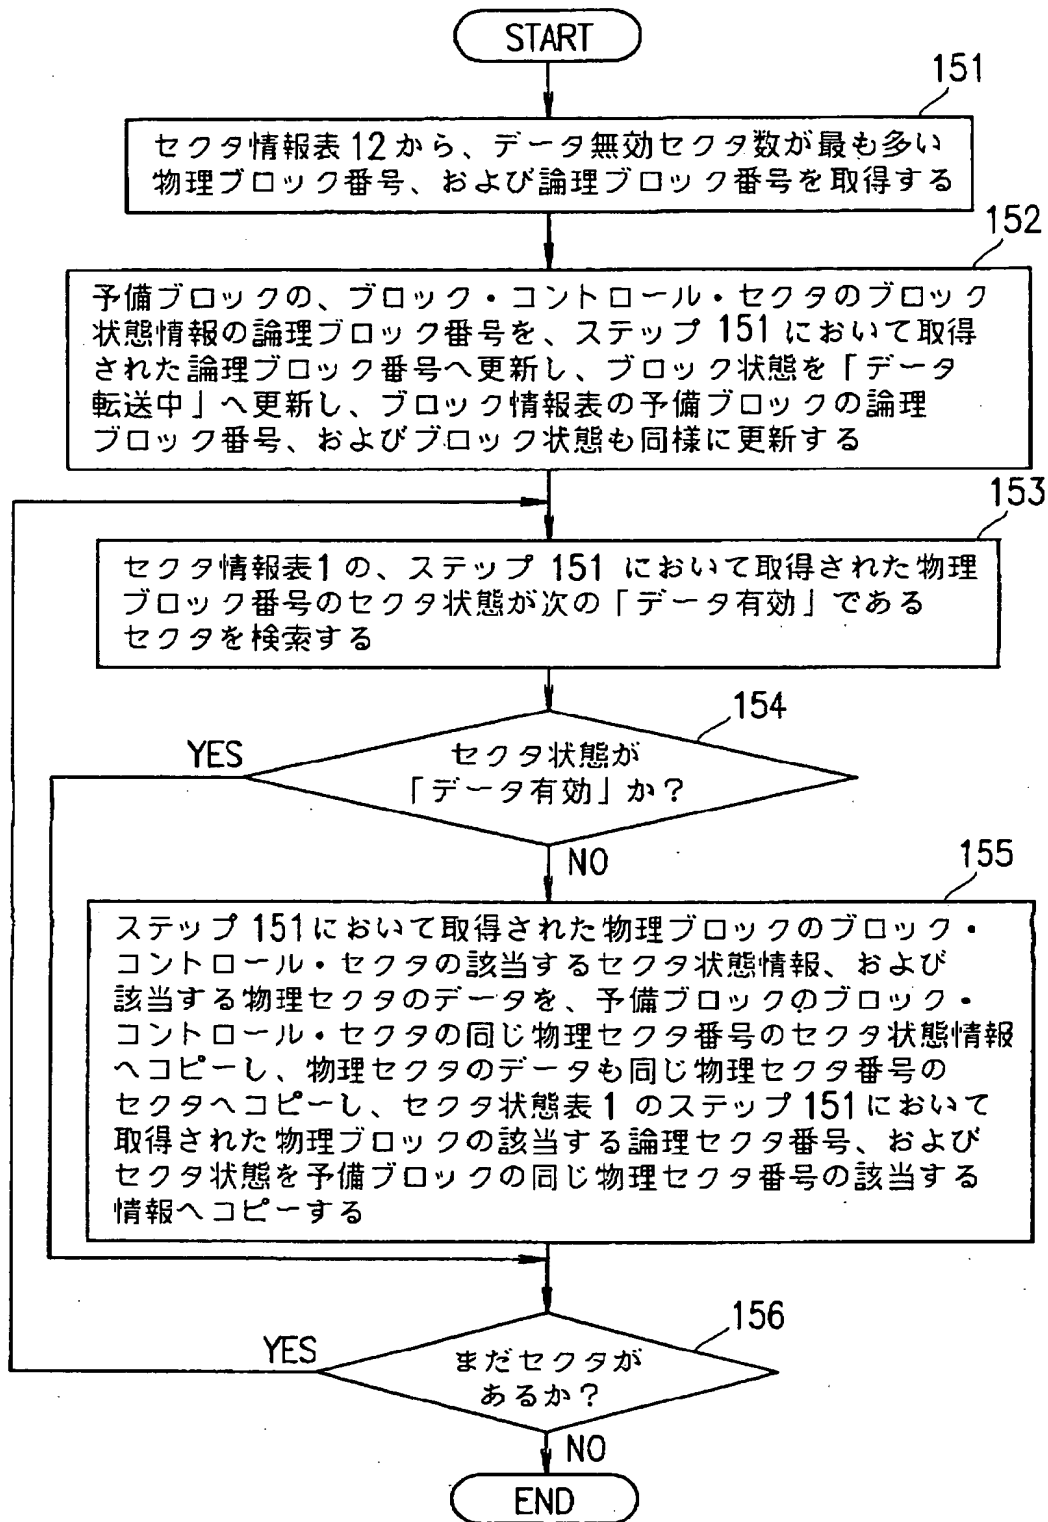 START
151
セクタ情報表12から、データ無効セクタ数が最も多い
物理ブロック番号、および論理ブロック番号を取得する
152
予備ブロックの、ブロック・コントロール・セクタのブロック
状態情報の論理ブロック番号を、ステップ 151 において取得
された論理ブロック番号へ更新し、ブロック状態を「データ
転送中」へ更新し、ブロック情報表の予備ブロックの論理
ブロック番号、およびブロック状態も同様に更新する
153
セクタ情報表1の、ステップ 151 において取得された物理
ブロック番号のセクタ状態が次の「データ有効」である
セクタを検索する
154
YES
セクタ状態が
「データ有効」か?
NO
155
ステップ 151において取得された物理ブロックのブロック・
コントロール・セクタの該当するセクタ状態情報、および
該当する物理セクタのデータを、予備ブロックのブロック・
コントロール・セクタの同じ物理セクタ番号のセクタ状態情報
へコピーし、物理セクタのデータも同じ物理セクタ番号の
セクタへコピーし、セクタ状態表1のステップ151において
取得された物理ブロックの該当する論理セクタ番号、および
セクタ状態を予備ブロックの同じ物理セクタ番号の該当する
情報へコピーする
156
YES
まだセクタが
あるか?
NO
END